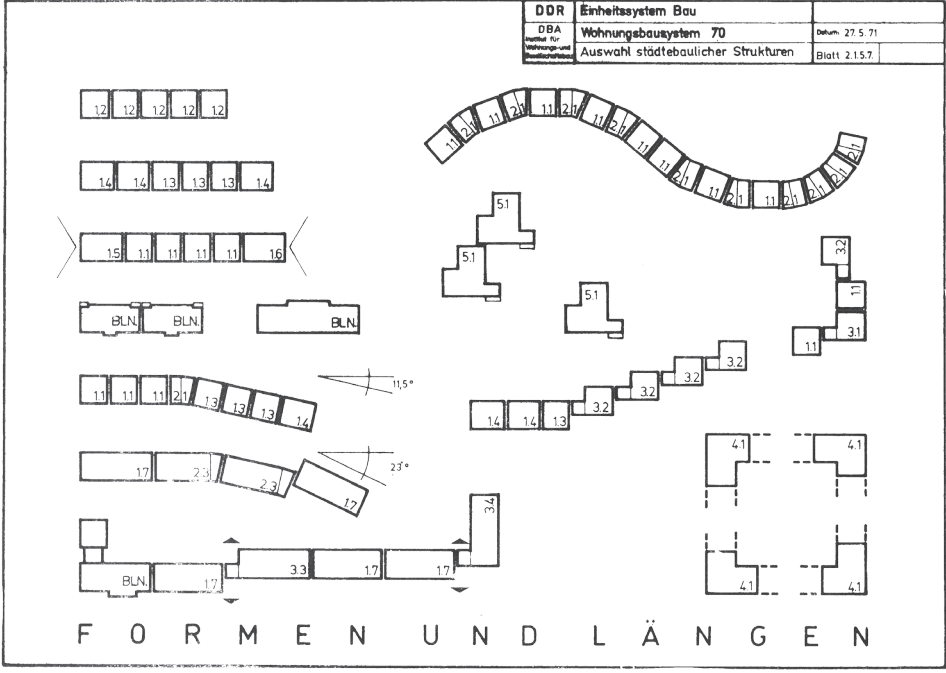 DDR Einheitssystem Bau
DBA Wohnungsbausystem 70 Datum: 27. 5. 71
Institut für
Wohnungs- und
Gesellschaftsbau
Auswahl städtebaulicher Strukturen Blatt 2.1.5.7.
1.2 1.2 1.2 1.2 1.2
1.1 2.1 1.1 2.1 1.1 2.1 1.1 2.1 1.1 1.1 2.1 1.1 2.1 1.1 2.1 2.1 2.1 2.1
1.4 1.4 1.3 1.3 1.3 1.4
5.1
1.5 1.1 1.1 1.1 1.1 1.6
5.1
3.2
5.1
1.1
BLN. BLN. BLN.
3.1
1.1
1.1 1.1 1.1 2.1 1.3 1.3 1.3 1.4
11,5°
1.4 1.4 1.3 3.2 3.2 3.2 3.2
1.7 2.3 2.3 1.7
23°
4.1 4.1
3.4
BLN. 1.7 3.3 1.7 1.7
4.1 4.1
FORMEN UND LÄNGEN